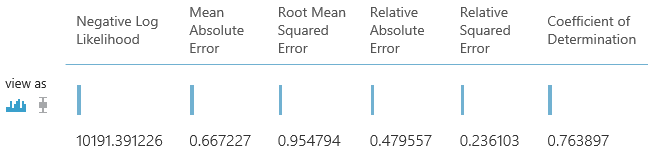 Negative Log Likelihood
Mean Absolute Error
Root Mean Squared Error
Relative Absolute Error
Relative Squared Error
Coefficient of Determination
view as
10191.391226 0.667227 0.954794 0.479557 0.236103 0.763897